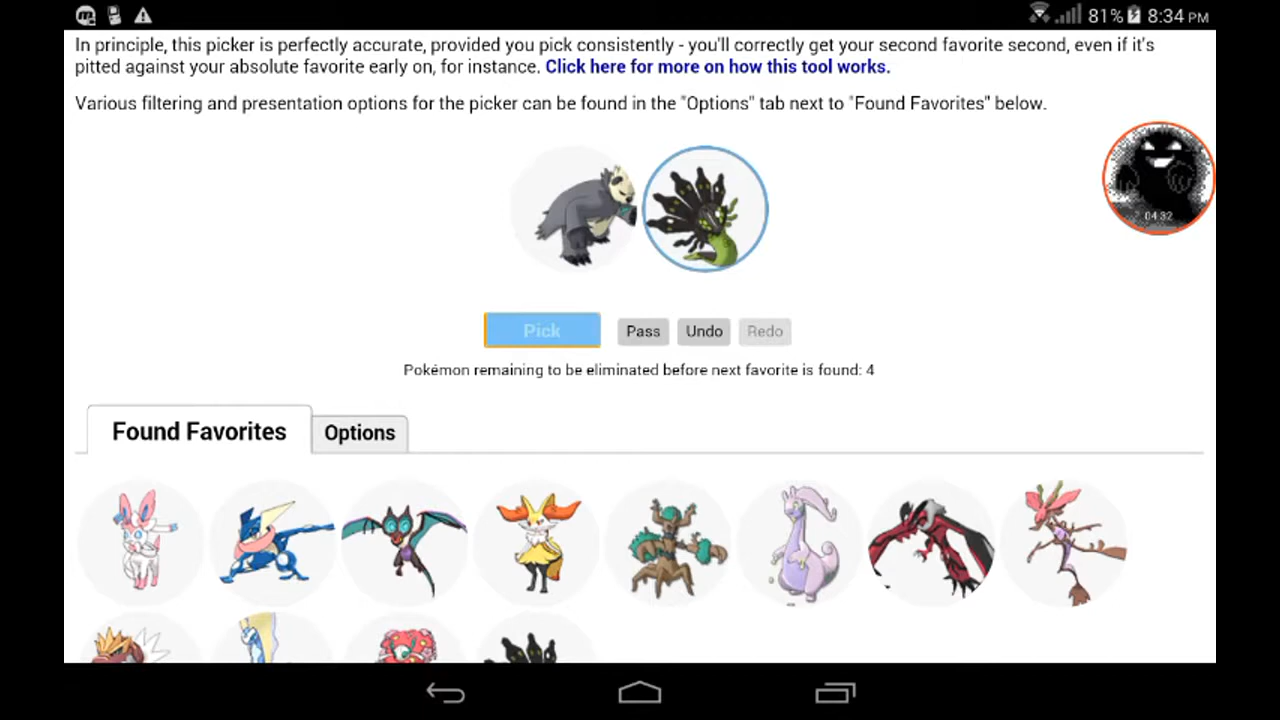 81% 8:34 PM
In principle, this picker is perfectly accurate, provided you pick consistently - you'll correctly get your second favorite second, even if it's
pitted against your absolute favorite early on, for instance. Click here for more on how this tool works.
Various filtering and presentation options for the picker can be found in the "Options" tab next to "Found Favorites" below.
04:32
Pick Pass Undo Redo
Pokémon remaining to be eliminated before next favorite is found: 4
Found Favorites Options